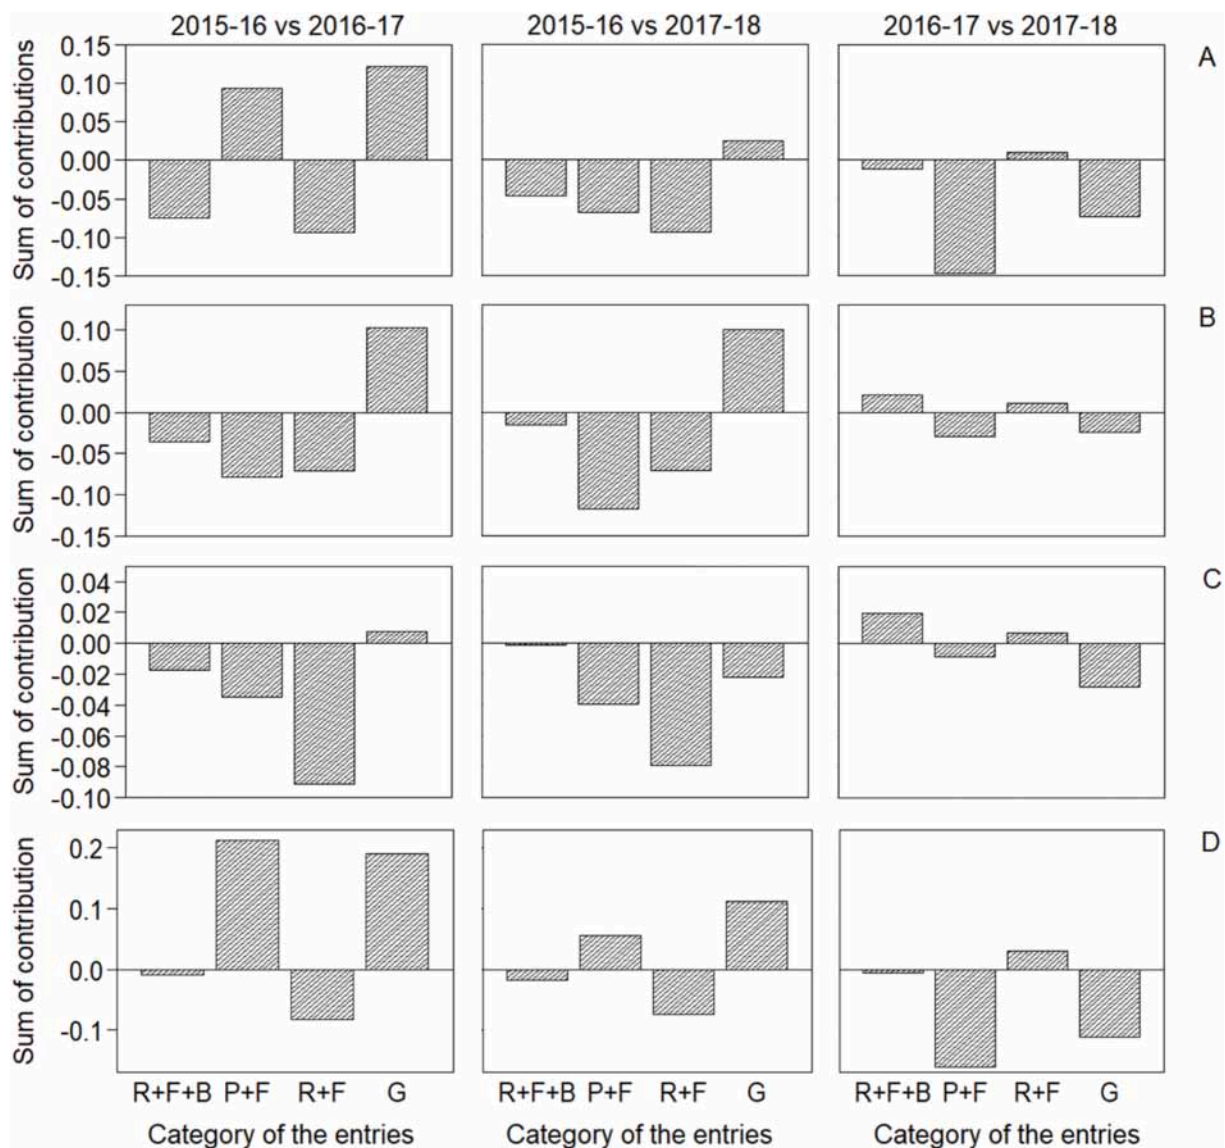 2015-16 vs 2016-17 2015-16 vs 2017-18 2016-17 vs 2017-18
A
Sum of contributions
0.15
0.10
0.05
0.00
-0.05
-0.10
-0.15
B
Sum of contribution
0.10
0.05
0.00
-0.05
-0.10
-0.15
C
Sum of contribution
0.04
0.02
0.00
-0.02
-0.04
-0.06
-0.08
-0.10
D
Sum of contribution
0.2
0.1
0.0
-0.1
R+F+B P+F R+F G R+F+B P+F R+F G R+F+B P+F R+F G
Category of the entries Category of the entries Category of the entries